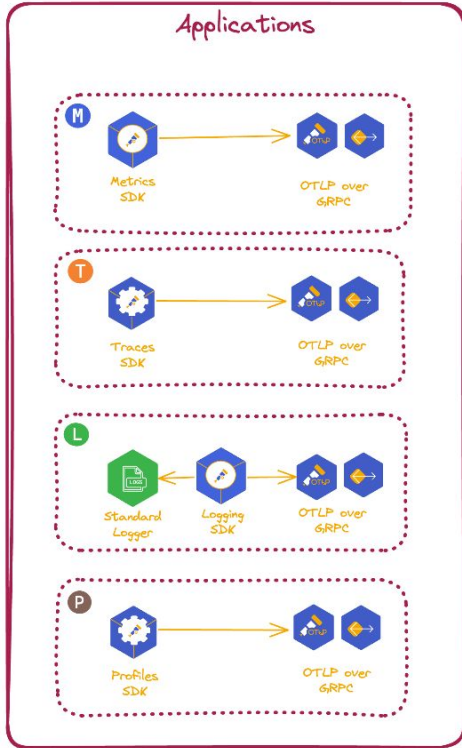 Applications
M
OTLP
Metrics
SDK
OTLP over
GRPC
T
OTLP
Traces
SDK
OTLP over
GRPC
L
LOGS
OTLP
Standard
Logger
Logging
SDK
OTLP over
GRPC
P
OTLP
Profiles
SDK
OTLP over
GRPC